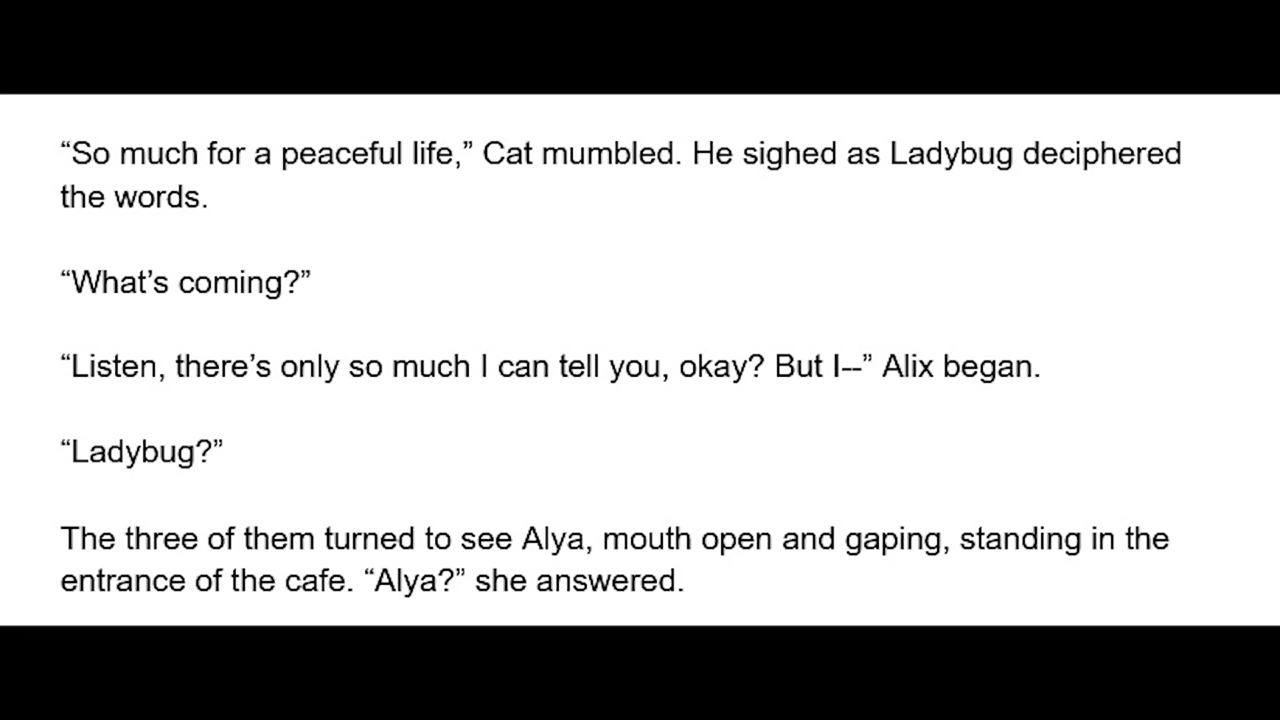 “So much for a peaceful life,” Cat mumbled. He sighed as Ladybug deciphered
the words.
“What’s coming?”
“Listen, there’s only so much I can tell you, okay? But I--” Alix began.
“Ladybug?”
The three of them turned to see Alya, mouth open and gaping, standing in the
entrance of the cafe. “Alya?” she answered.